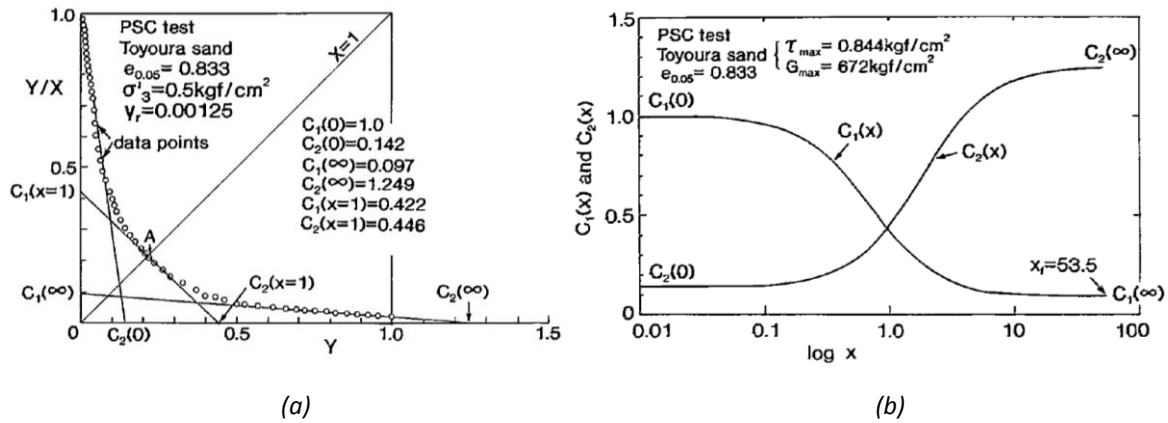 PSC test
Toyoura sand
e0.05= 0.833
σ'3=0.5kgf/cm2
γr=0.00125
1.0
Y/X
0.5
C1(x=1)
C1(∞)
0
data points
X=1
C1(0)=1.0
C2(0)=0.142
C1(∞)=0.097
C2(∞)=1.249
C1(x=1)=0.422
C2(x=1)=0.446
A
C2(x=1)
C2(∞)
0
C2(0)
0.5
1.0
1.5
Y
(a)
1.5
1.0
0.5
0
C1(x) and C2(x)
PSC test
Toyoura sand
e0.05= 0.833
τmax= 0.844kgf/cm2
Gmax= 672kgf/cm2
C2(∞)
C1(0)
C1(x)
C2(x)
C2(0)
xf=53.5
C1(∞)
0.01
0.1
1.0
10
100
log x
(b)